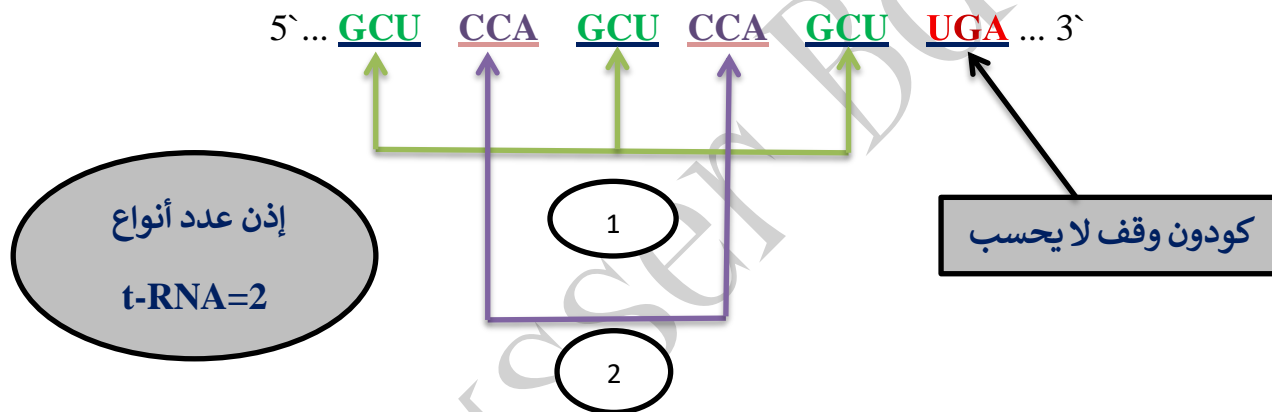 5` ... GCU CCA GCU CCA GCU UGA ... 3`
إذن عدد أنواع
t-RNA=2
1
كودون وقف لا يحسب
2